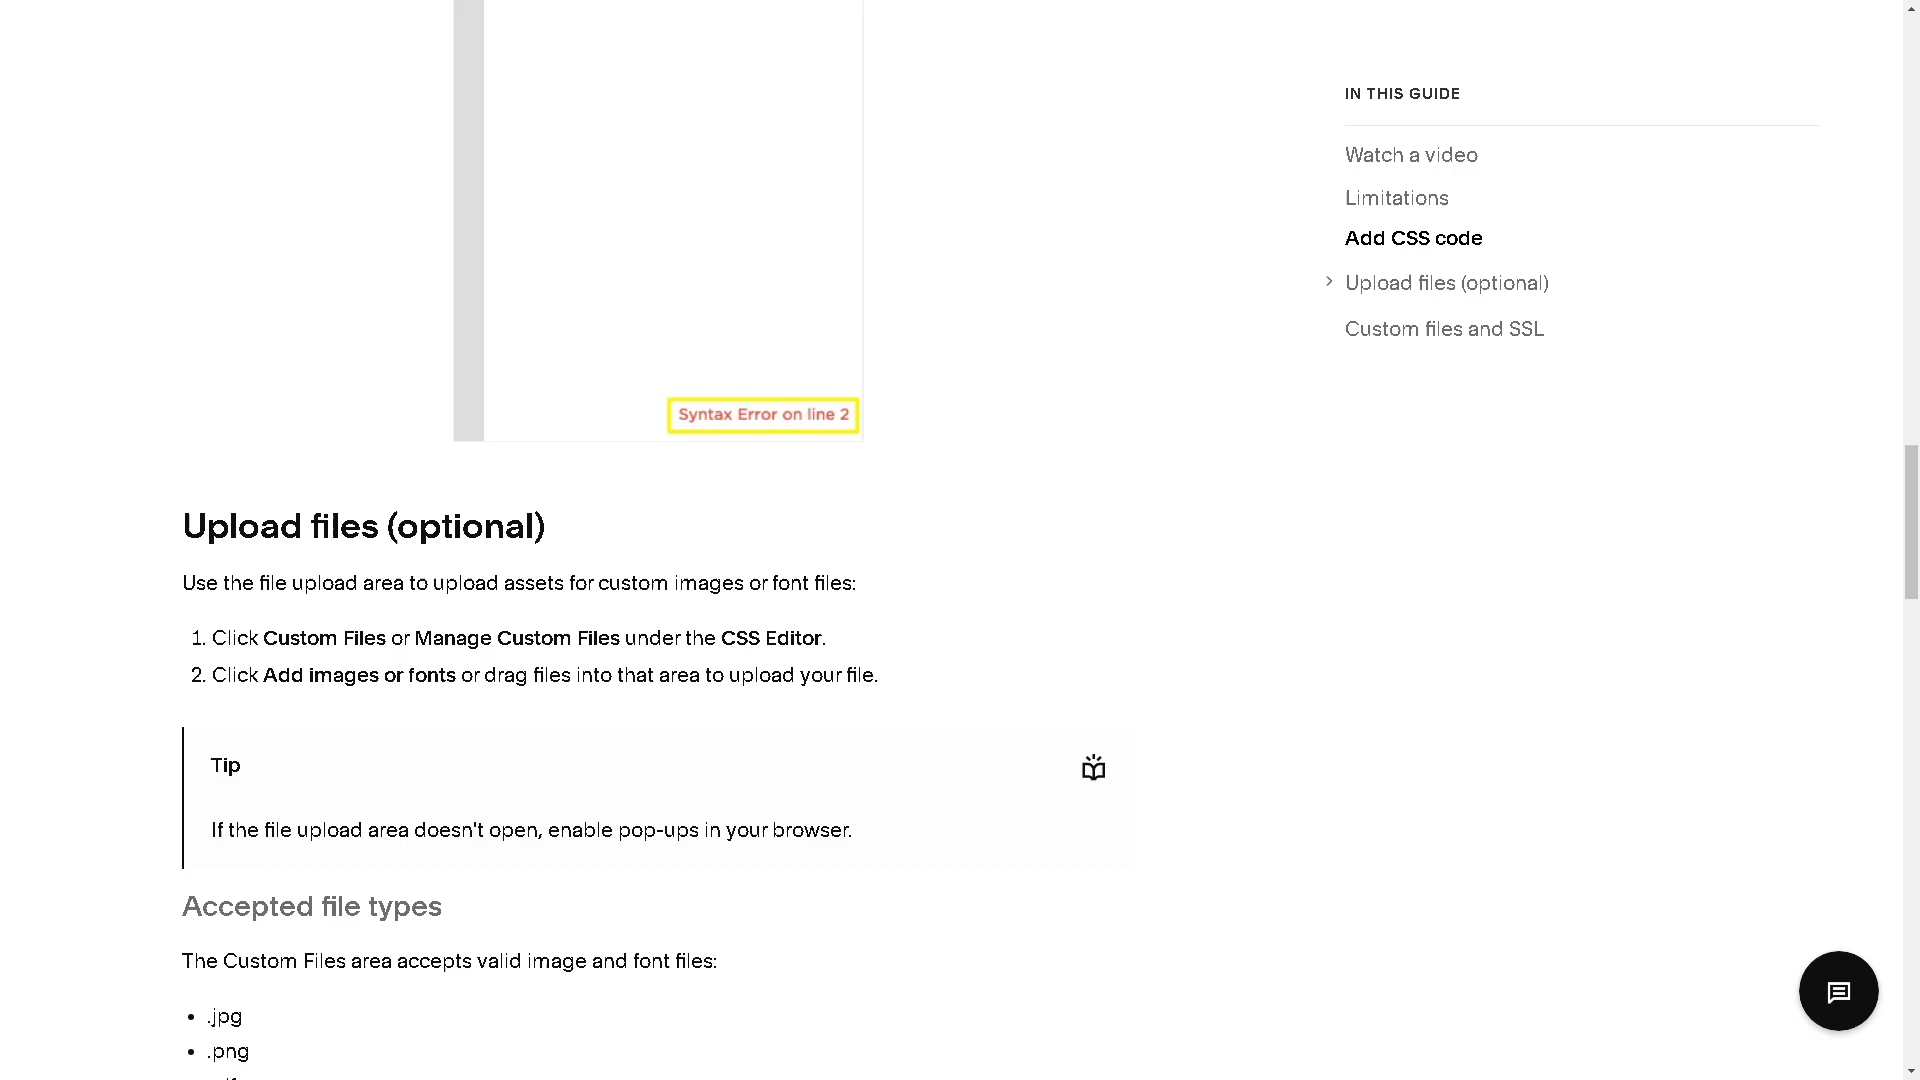 Syntax Error on line 2
Upload files (optional)
Use the file upload area to upload assets for custom images or font files:
1. Click Custom Files or Manage Custom Files under the CSS Editor.
2. Click Add images or fonts or drag files into that area to upload your file.
Tip
If the file upload area doesn't open, enable pop-ups in your browser.
Accepted file types
The Custom Files area accepts valid image and font files:
• .jpg
• .png
IN THIS GUIDE
Watch a video
Limitations
Add CSS code
Upload files (optional)
Custom files and SSL